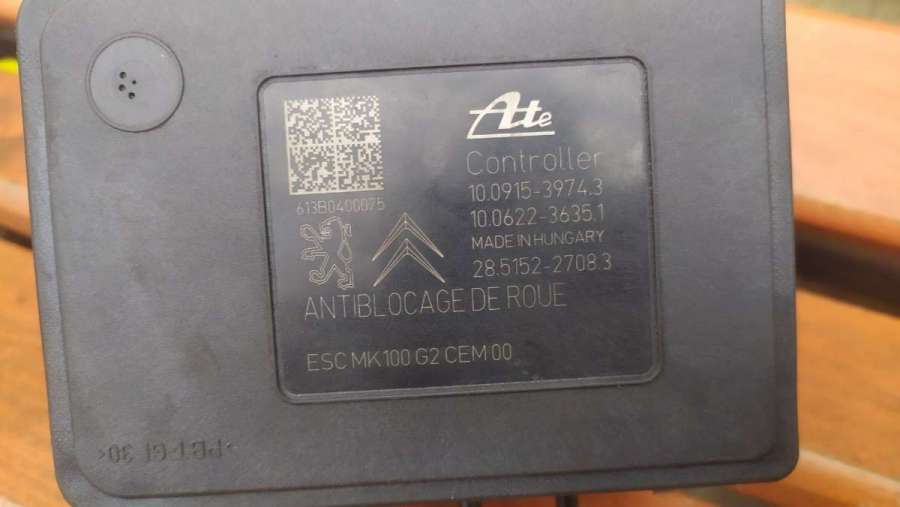 Ate
Controller
10.0915-3974.3
10.0622-3635.1
MADE IN HUNGARY
28.5152-2708.3
613B0400075
ANTIBLOCAGE DE ROUE
ESC MK100 G2 CEM 00